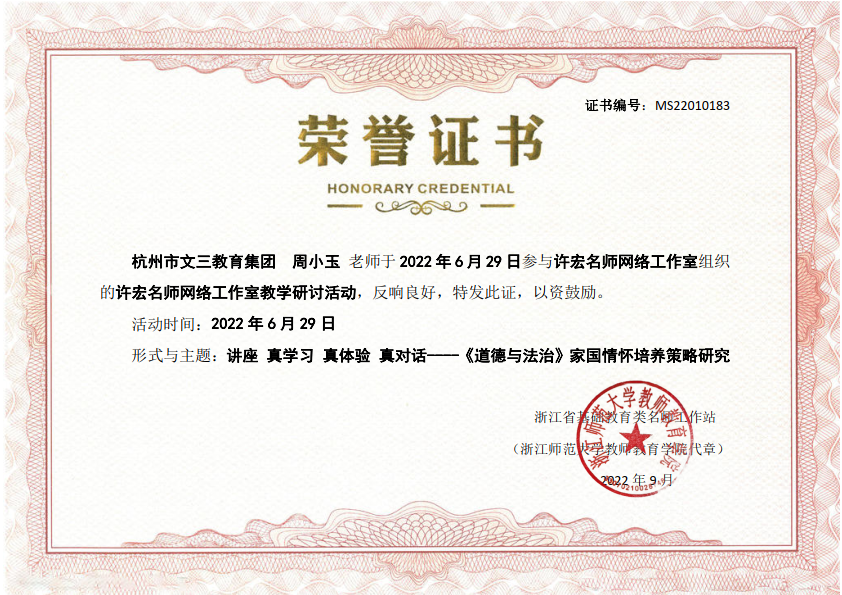 证书编号：MS22010183
荣誉证书
HONORARY CREDENTIAL
杭州市文三教育集团 周小玉 老师于 2022 年 6 月 29 日参与许宏名师网络工作室组织
的许宏名师网络工作室教学研讨活动，反响良好，特发此证，以资鼓励。
活动时间：2022 年 6 月 29 日
形式与主题：讲座 真学习 真体验 真对话----《道德与法治》家国情怀培养策略研究
浙江省基础教育类名师工作站
（浙江师范大学教师教育学院代章）
2022 年 9 月
浙江师范大学教师教育学院